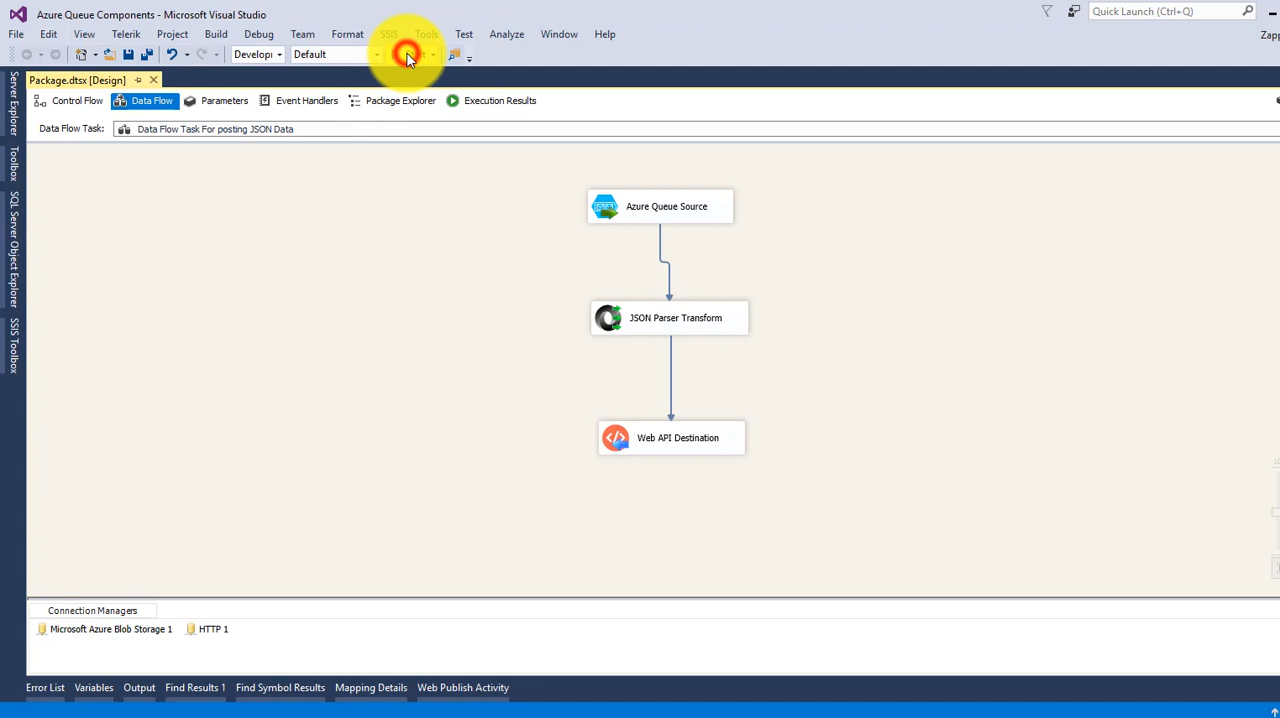 Azure Queue Components - Microsoft Visual Studio
Quick Launch (Ctrl+Q)
File Edit View Telerik Project Build Debug Team Format SSIS Tools Test Analyze Window Help
Zapp
Develop Default
Package.dtsx [Design]
Control Flow Data Flow Parameters Event Handlers Package Explorer Execution Results
Data Flow Task: Data Flow Task For posting JSON Data
Server Explorer
Toolbox
SQL Server Object Explorer
SSIS Toolbox
Azure Queue Source
JSON Parser Transform
Web API Destination
Connection Managers
Microsoft Azure Blob Storage 1 HTTP 1
Error List Variables Output Find Results 1 Find Symbol Results Mapping Details Web Publish Activity